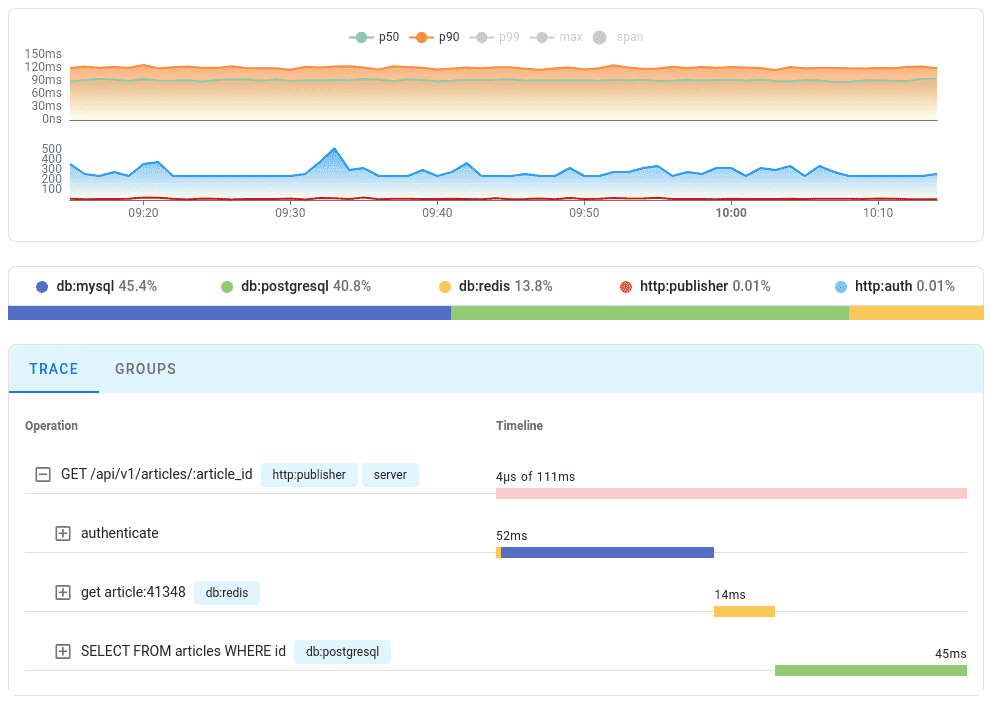 p50 p90 p99 max span
150ms
120ms
90ms
60ms
30ms
0ns
500
400
300
200
100
09:20 09:30 09:40 09:50 10:00 10:10
db:mysql 45.4% db:postgresql 40.8% db:redis 13.8% http:publisher 0.01% http:auth 0.01%
TRACE GROUPS
Operation Timeline
GET /api/v1/articles/:article_id http:publisher server 4µs of 111ms
authenticate 52ms
get article:41348 db:redis 14ms
SELECT FROM articles WHERE id db:postgresql 45ms